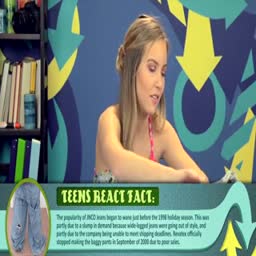 TEENS REACT FACT:
The popularity of JNCO Jeans began to wane just before the 1998 holiday season. This was
partly due to a slump in demand because wide-legged jeans were going out of style, and
partly due to the company being unable to meet shipping deadlines. Revatex officially
stopped making the baggy pants in September of 2000 due to poor sales.